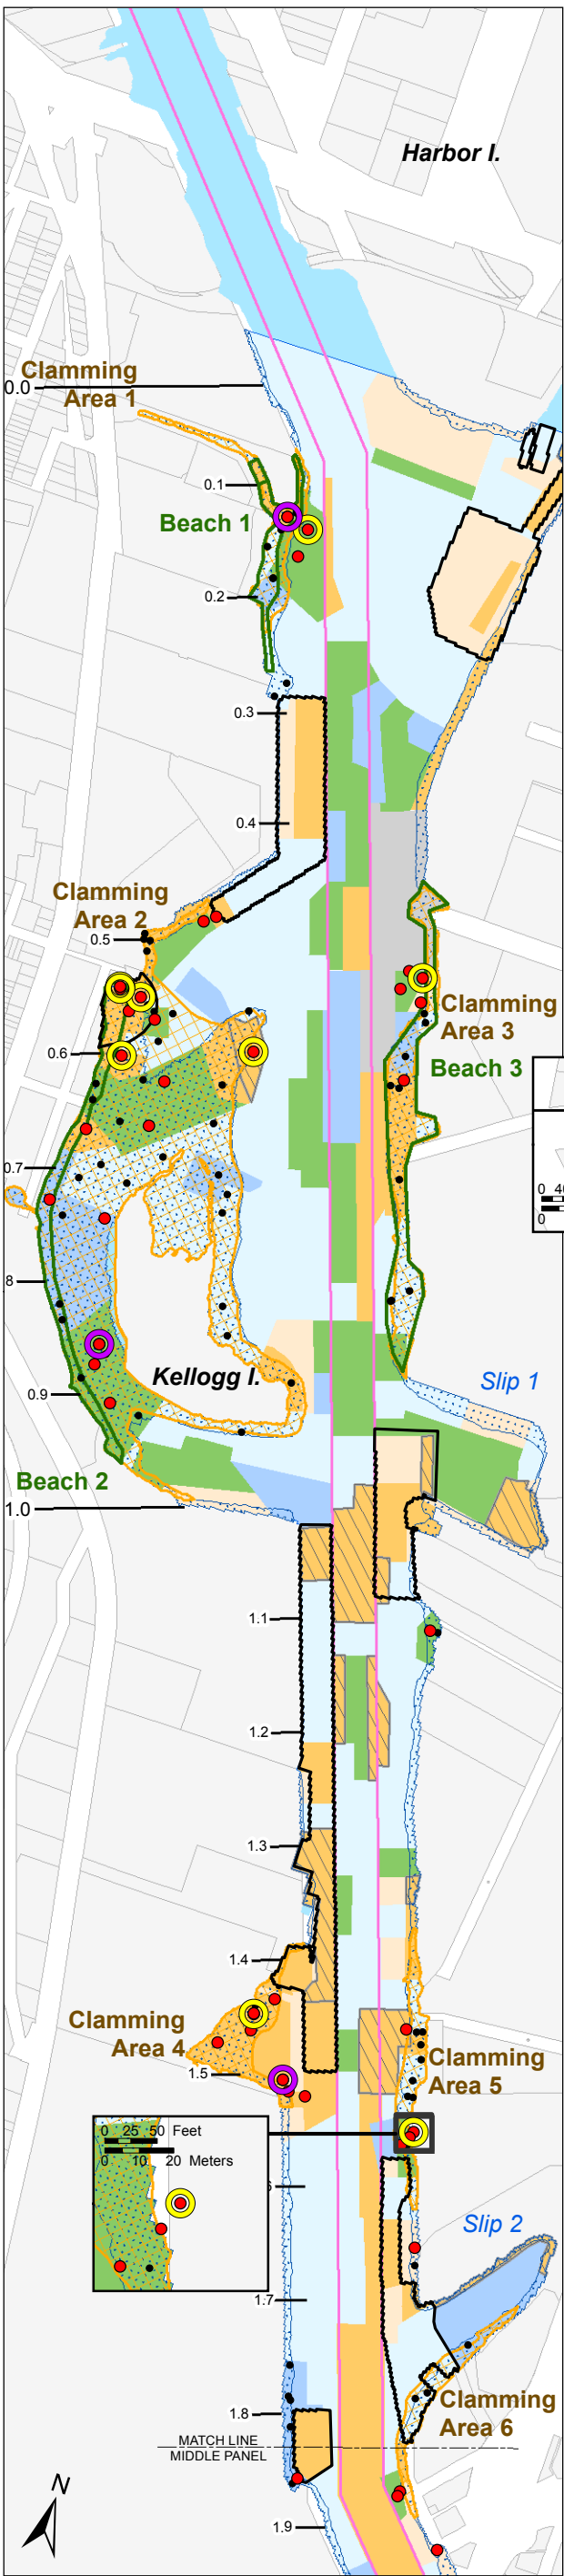 Harbor I.
Clamming
Area 1
0.0
0.1
Beach 1
0.2
0.3
0.4
Clamming
Area 2
0.5
Clamming
Area 3
0.6
Beach 3
0.7
0 40
0
8
Kellogg I.
Slip 1
0.9
Beach 2
1.0
1.1
1.2
1.3
1.4
Clamming
Area 4
Clamming
Area 5
1.5
0 25 50 Feet
0 10 20 Meters
6
Slip 2
1.7
Clamming
Area 6
1.8
MATCH LINE
MIDDLE PANEL
N
1.9